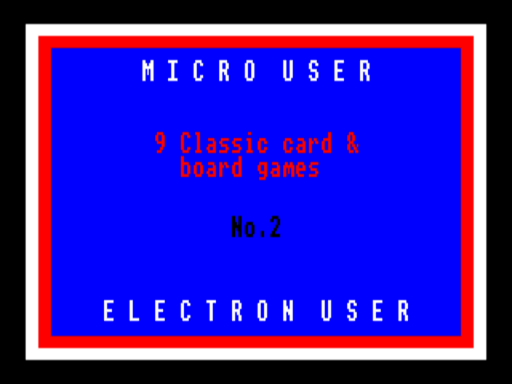 MICRO USER
9 Classic card &
board games
No.2
ELECTRON USER